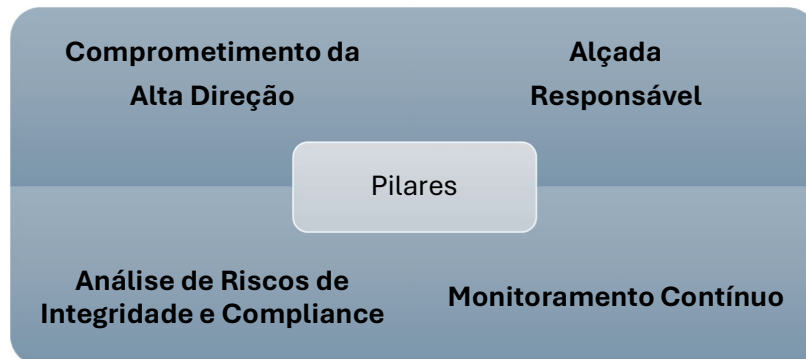 Comprometimento da
Alta Direção
Alçada
Responsável
Pilares
Análise de Riscos de
Integridade e Compliance
Monitoramento Contínuo